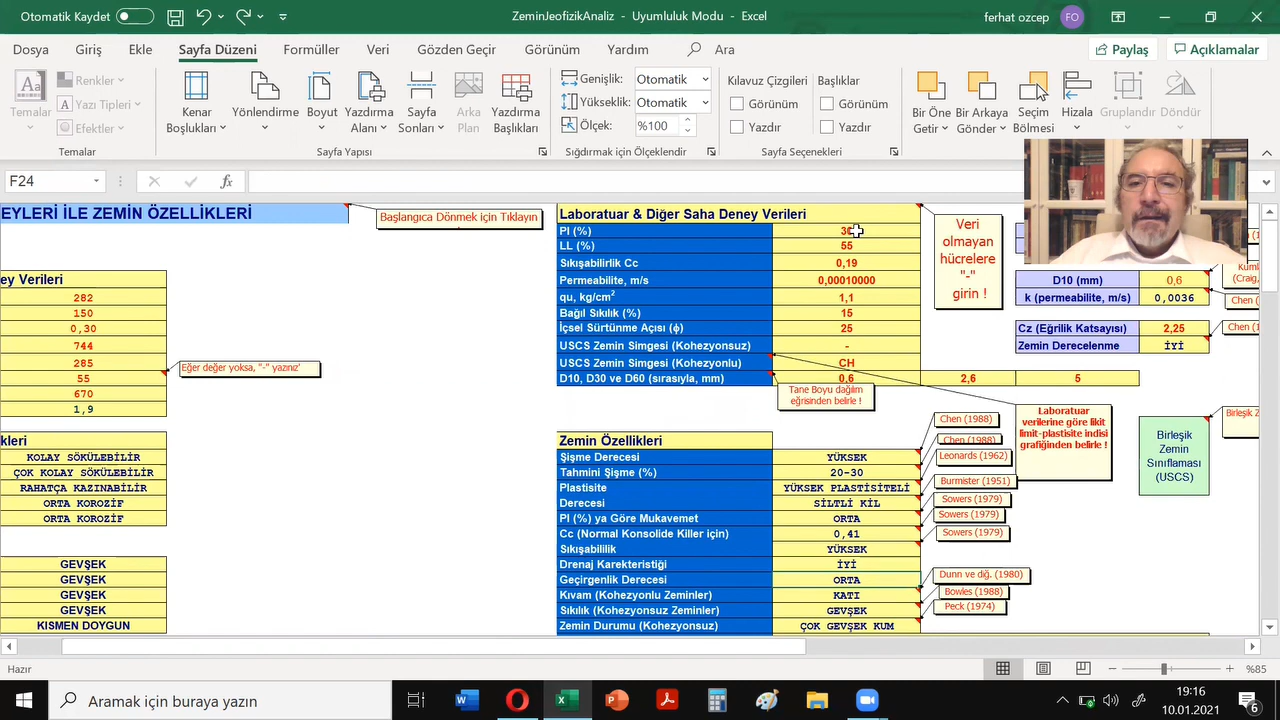 Otomatik Kaydet
ZeminJeofizikAnaliz - Uyumluluk Modu - Excel
ferhat ozcep
FO
Dosya Giriş Ekle Sayfa Düzeni Formüller Veri Gözden Geçir Görünüm Yardım Ara
Paylaş Açıklamalar
Temalar
Renkler
Yazı Tipleri
Efektler
Kenar Boşlukları
Yönlendirme
Boyut
Yazdırma Alanı
Sayfa Sonları
Arka Plan
Yazdırma Başlıkları
Genişlik: Otomatik
Yükseklik: Otomatik
Ölçek: %100
Kılavuz Çizgileri
Görünüm
Yazdır
Başlıklar
Görünüm
Yazdır
Bir Öne Getir
Bir Arkaya Gönder
Seçim Bölmesi
Hizala
Gruplandır
Döndür
Temalar
Sayfa Yapısı
Sığdırmak için Ölçeklendir
Sayfa Seçenekleri
F24
fx
EYLERİ İLE ZEMİN ÖZELLİKLERİ
Başlangıca Dönmek için Tıklayın
.
ey Verileri
282
150
0,30
744
285
55
670
1,9
Eğer değer yoksa, "-" yazınız'
kleri
KOLAY SÖKÜLEBİLİR
ÇOK KOLAY SÖKÜLEBİLİR
RAHATÇA KAZINABİLİR
ORTA KOROZİF
ORTA KOROZİF
GEVŞEK
GEVŞEK
GEVŞEK
GEVŞEK
KISMEN DOYGUN
Laboratuar & Diğer Saha Deney Verileri
PI (%) 30
LL (%) 55
Sıkışabilirlik Cc 0,19
Permeabilite, m/s 0,00010000
qu, kg/cm2 1,1
Bağıl Sıkılık (%) 15
İçsel Sürtünme Açısı (ϕ) 25
USCS Zemin Simgesi (Kohezyonsuz) -
USCS Zemin Simgesi (Kohezyonlu) CH
D10, D30 ve D60 (sırasıyla, mm) 0,6 2,6 5
Tane Boyu dağılım
eğrisinden belirle !
Veri
olmayan
hücrelere
"-"
girin !
D10 (mm) 0,6
k (permeabilite, m/s) 0,0036
Cz (Eğrilik Katsayısı) 2,25
Zemin Derecelenme İYİ
Kuml
(Craig,
Chen (
Chen (1
Laboratuar
verilerine göre likit
limit-plastisite indisi
grafiğinden belirle !
Birleşik
Zemin
Sınıflaması
(USCS)
Birleşik Z
Zemin Özellikleri
Şişme Derecesi YÜKSEK
Tahmini Şişme (%) 20-30
Plastisite YÜKSEK PLASTİSİTELİ
Derecesi SİLTLİ KİL
PI (%) ya Göre Mukavemet ORTA
Cc (Normal Konsolide Killer için) 0,41
Sıkışabililik YÜKSEK
Drenaj Karekteristiği İYİ
Geçirgenlik Derecesi ORTA
Kıvam (Kohezyonlu Zeminler) KATI
Sıkılık (Kohezyonsuz Zeminler) GEVŞEK
Zemin Durumu (Kohezyonsuz) ÇOK GEVŞEK KUM
Chen (1988)
Chen (1988)
Leonards (1962)
Burmister (1951)
Sowers (1979)
Sowers (1979)
Sowers (1979)
Dunn ve diğ. (1980)
Bowles (1988)
Peck (1974)
Hazır
%85
Aramak için buraya yazın
19:16
10.01.2021
6